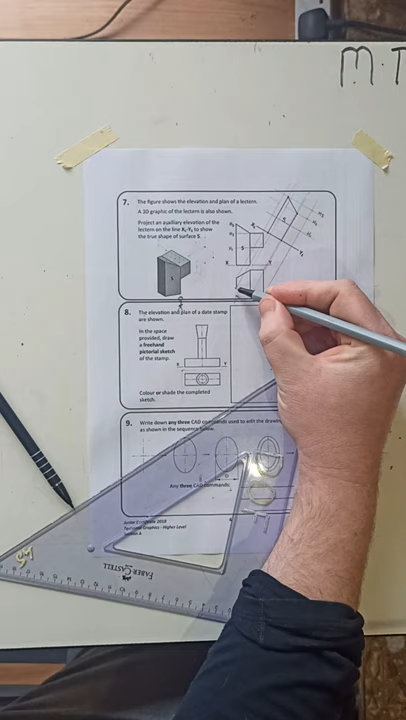 M.T
7. The figure shows the elevation and plan of a lectern.
A 3D graphic of the lectern is also shown.
Project an auxiliary elevation of the
lectern on the line X₁-Y₁ to show
the true shape of surface S.
S
S
X
Y
8. The elevation and plan of a date stamp
are shown.
In the space
provided, draw
a freehand
pictorial sketch
of the stamp.
X
Y
Colour or shade the completed
sketch.
9. Write down any three CAD commands used to edit the
as shown in the sequence below.
Any three CAD commands:
Junior Certificate 2018
Technical Graphics - Higher Level
Section A
FABER-CASTELL